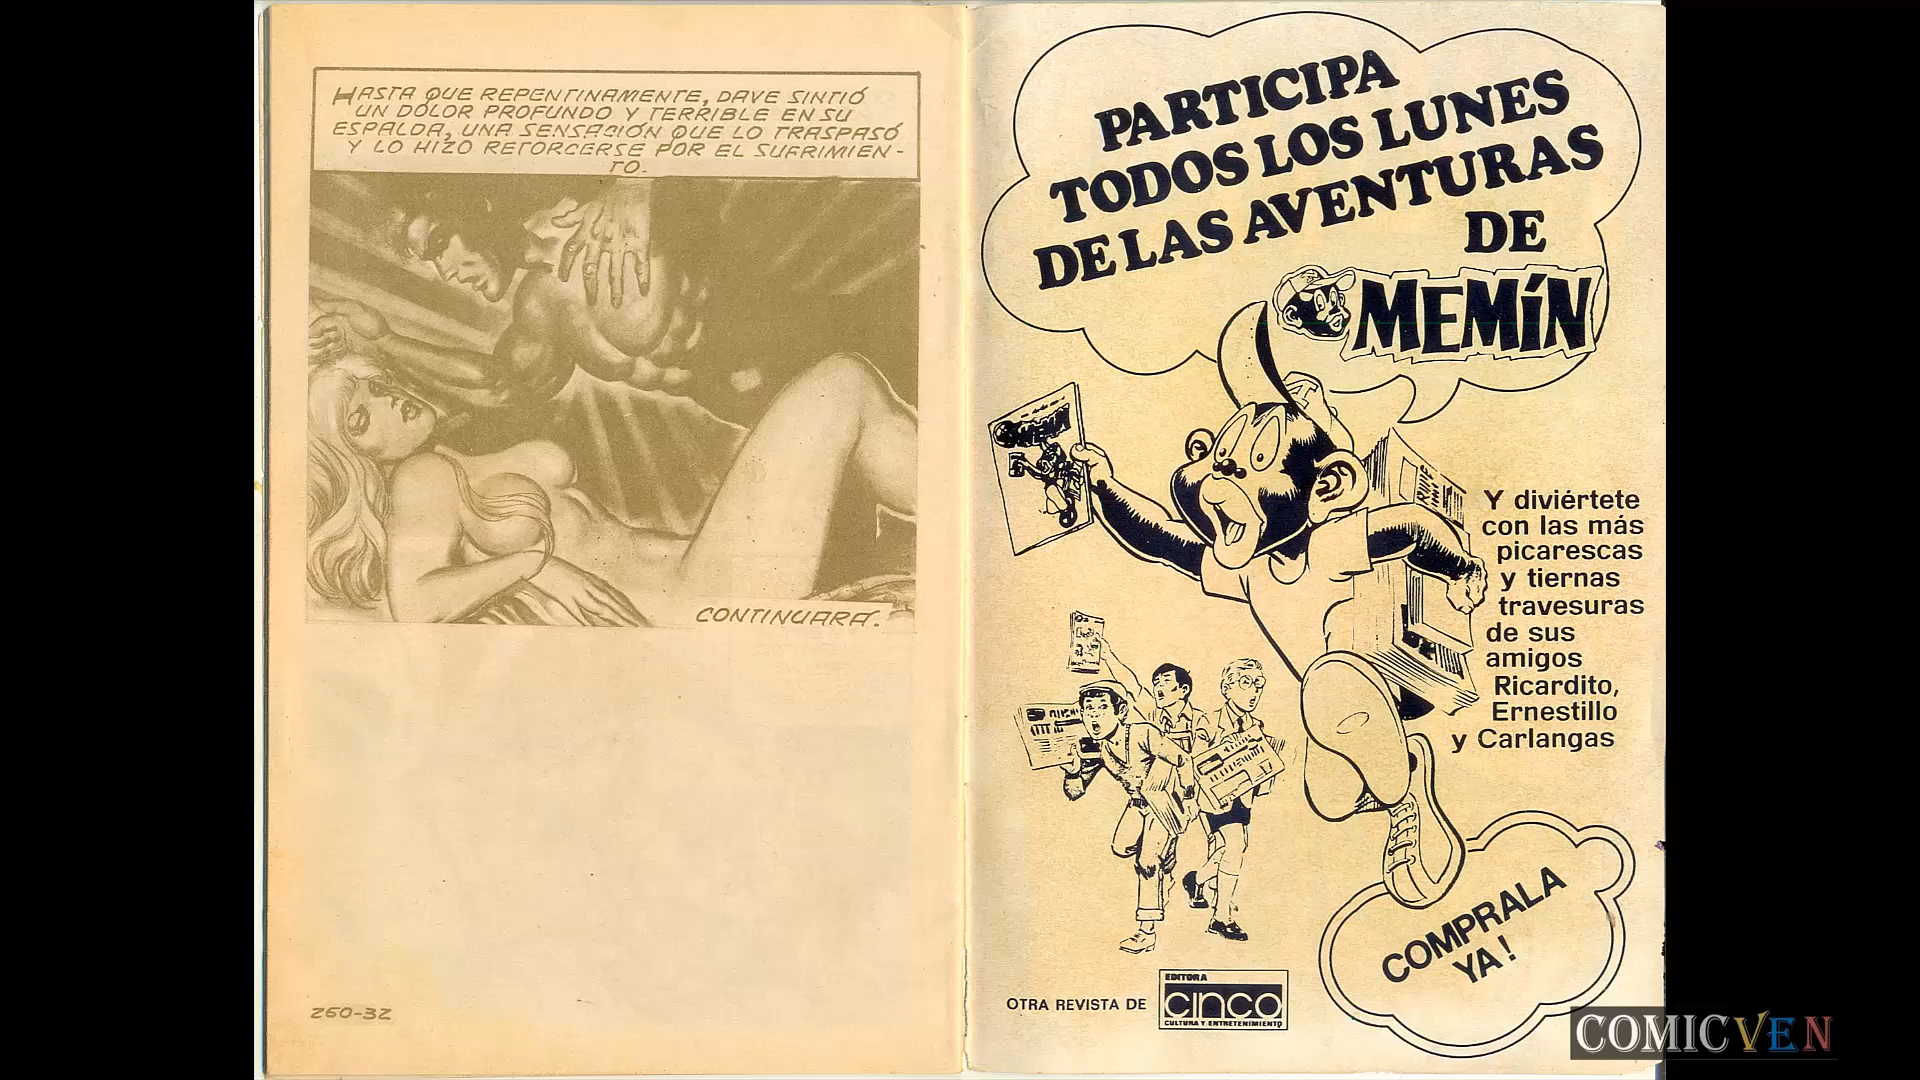 HASTA QUE REPENTINAMENTE, DAVE SINTIÓ
UN DOLOR PROFUNDO Y TERRIBLE EN SU
ESPALDA, UNA SENSACIÓN QUE LO TRASPASÓ
Y LO HIZO RETORCERSE POR EL SUFRIMIEN-
TO.
CONTINUARA.
260-32
PARTICIPA
TODOS LOS LUNES
DE LAS AVENTURAS
DE
MEMÍN
Y diviértete
con las más
picarescas
y tiernas
travesuras
de sus
amigos
Ricardito,
Ernestillo
y Carlangas
COMPRALA
YA!
OTRA REVISTA DE
EDITORA
cinco
CULTURA Y ENTRETENIMIENTO
COMICVEN